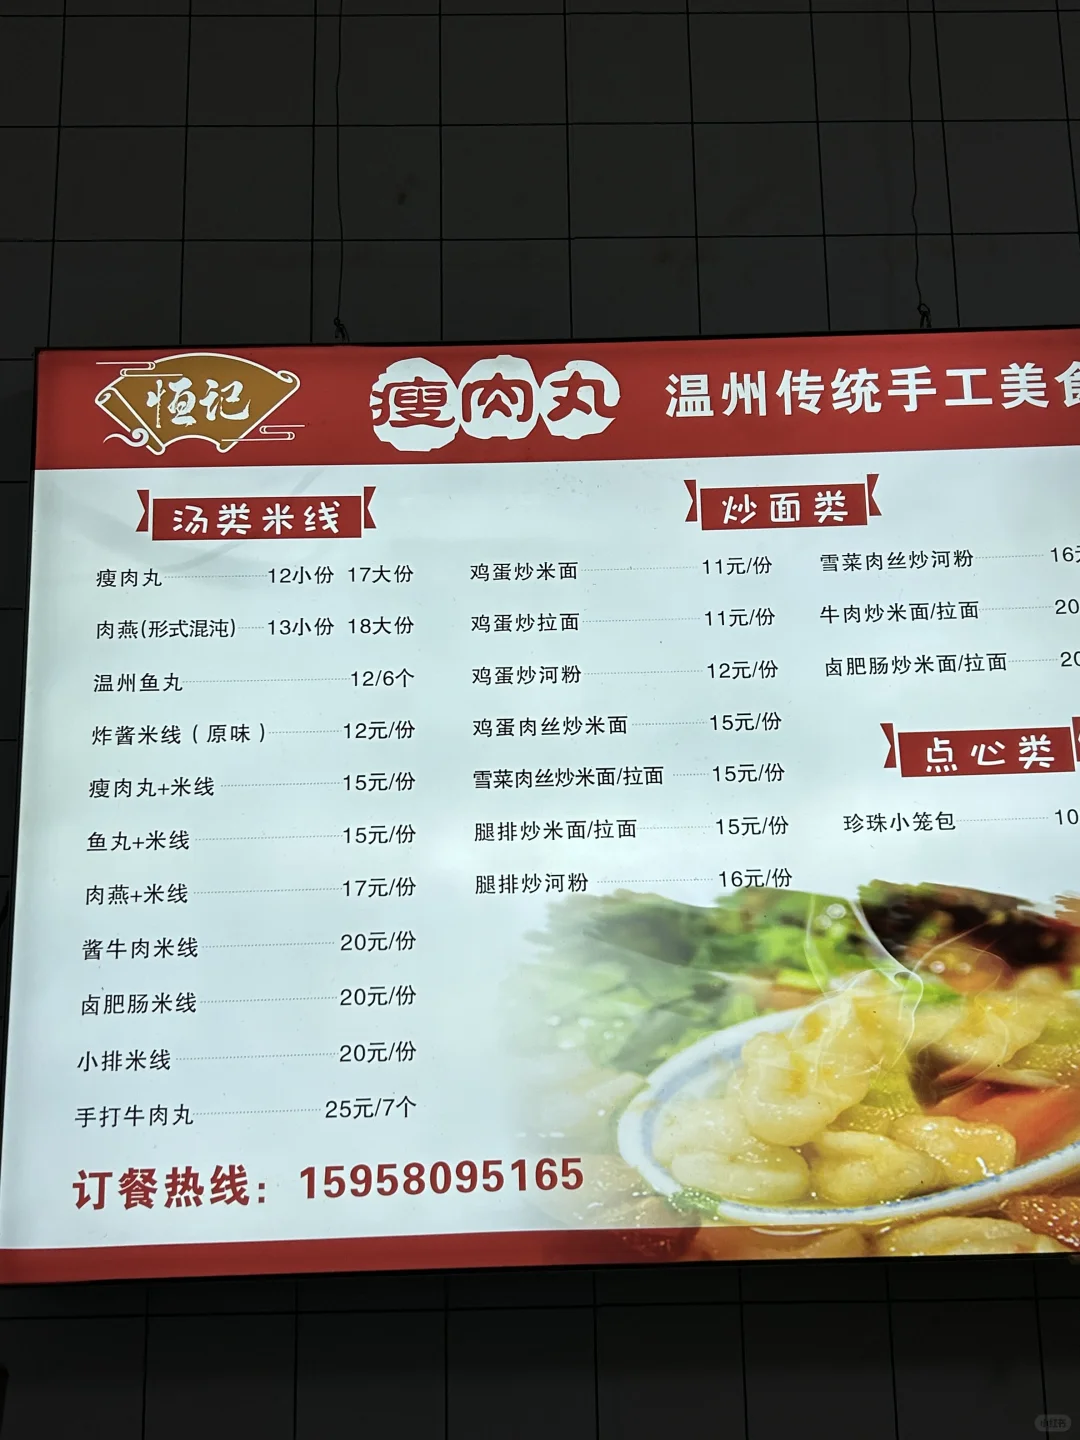 恒记
瘦肉丸
温州传统手工美食
汤类米线
瘦肉丸 12小份 17大份
肉燕(形式混沌) 13小份 18大份
温州鱼丸 12/6个
炸酱米线（原味） 12元/份
瘦肉丸+米线 15元/份
鱼丸+米线 15元/份
肉燕+米线 17元/份
酱牛肉米线 20元/份
卤肥肠米线 20元/份
小排米线 20元/份
手打牛肉丸 25元/7个
炒面类
鸡蛋炒米面 11元/份
鸡蛋炒拉面 11元/份
鸡蛋炒河粉 12元/份
鸡蛋肉丝炒米面 15元/份
雪菜肉丝炒米面/拉面 15元/份
腿排炒米面/拉面 15元/份
腿排炒河粉 16元/份
雪菜肉丝炒河粉 16元
牛肉炒米面/拉面 20
卤肥肠炒米面/拉面 20
点心类
珍珠小笼包 10
订餐热线：15958095165
小红书